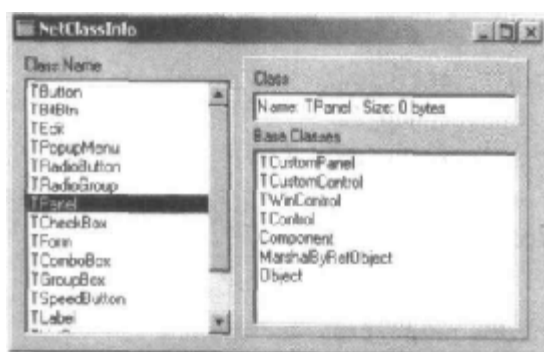 NetClassInfo
Class Name
TButton
TBitBtn
TEdit
TPopupMenu
TRadioButton
TRadioGroup
TPanel
TCheckBox
TForm
TComboBox
TGroupBox
TSpeedButton
TLabel
Class
Name: TPanel - Size: 0 bytes
Base Classes
TCustomPanel
TCustomControl
TWinControl
TControl
Component
MarshalByRefObject
Object